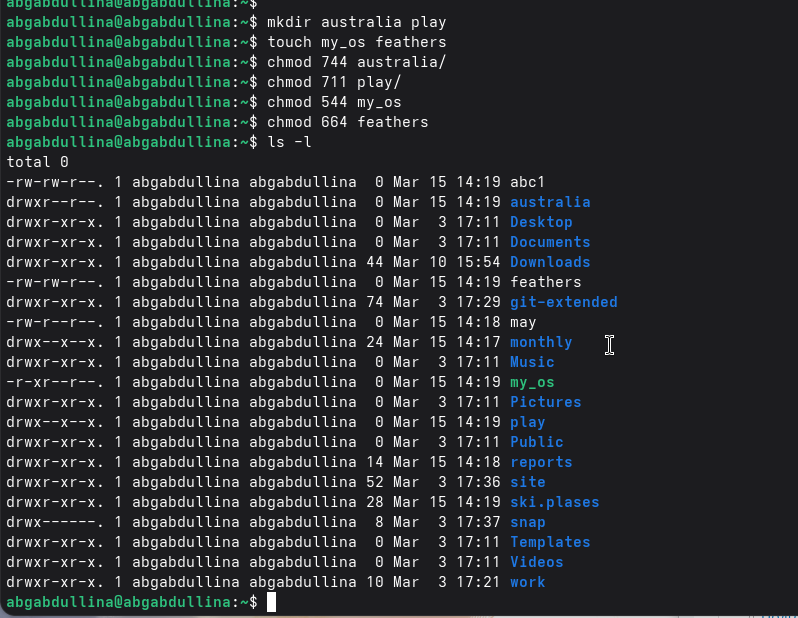 abgabdullina@abgabdullina:~$
abgabdullina@abgabdullina:~$ mkdir australia play
abgabdullina@abgabdullina:~$ touch my_os feathers
abgabdullina@abgabdullina:~$ chmod 744 australia/
abgabdullina@abgabdullina:~$ chmod 711 play/
abgabdullina@abgabdullina:~$ chmod 544 my_os
abgabdullina@abgabdullina:~$ chmod 664 feathers
abgabdullina@abgabdullina:~$ ls -l
total 0
-rw-rw-r--. 1 abgabdullina abgabdullina  0 Mar 15 14:19 abc1
drwxr--r--. 1 abgabdullina abgabdullina  0 Mar 15 14:19 australia
drwxr-xr-x. 1 abgabdullina abgabdullina  0 Mar  3 17:11 Desktop
drwxr-xr-x. 1 abgabdullina abgabdullina  0 Mar  3 17:11 Documents
drwxr-xr-x. 1 abgabdullina abgabdullina 44 Mar 10 15:54 Downloads
-rw-rw-r--. 1 abgabdullina abgabdullina  0 Mar 15 14:19 feathers
drwxr-xr-x. 1 abgabdullina abgabdullina 74 Mar  3 17:29 git-extended
-rw-r--r--. 1 abgabdullina abgabdullina  0 Mar 15 14:18 may
drwx--x--x. 1 abgabdullina abgabdullina 24 Mar 15 14:17 monthly
drwxr-xr-x. 1 abgabdullina abgabdullina  0 Mar  3 17:11 Music
-r-xr--r--. 1 abgabdullina abgabdullina  0 Mar 15 14:19 my_os
drwxr-xr-x. 1 abgabdullina abgabdullina  0 Mar  3 17:11 Pictures
drwx--x--x. 1 abgabdullina abgabdullina  0 Mar 15 14:19 play
drwxr-xr-x. 1 abgabdullina abgabdullina  0 Mar  3 17:11 Public
drwxr-xr-x. 1 abgabdullina abgabdullina 14 Mar 15 14:18 reports
drwxr-xr-x. 1 abgabdullina abgabdullina 52 Mar  3 17:36 site
drwxr-xr-x. 1 abgabdullina abgabdullina 28 Mar 15 14:19 ski.plases
drwx------. 1 abgabdullina abgabdullina  8 Mar  3 17:37 snap
drwxr-xr-x. 1 abgabdullina abgabdullina  0 Mar  3 17:11 Templates
drwxr-xr-x. 1 abgabdullina abgabdullina  0 Mar  3 17:11 Videos
drwxr-xr-x. 1 abgabdullina abgabdullina 10 Mar  3 17:21 work
abgabdullina@abgabdullina:~$